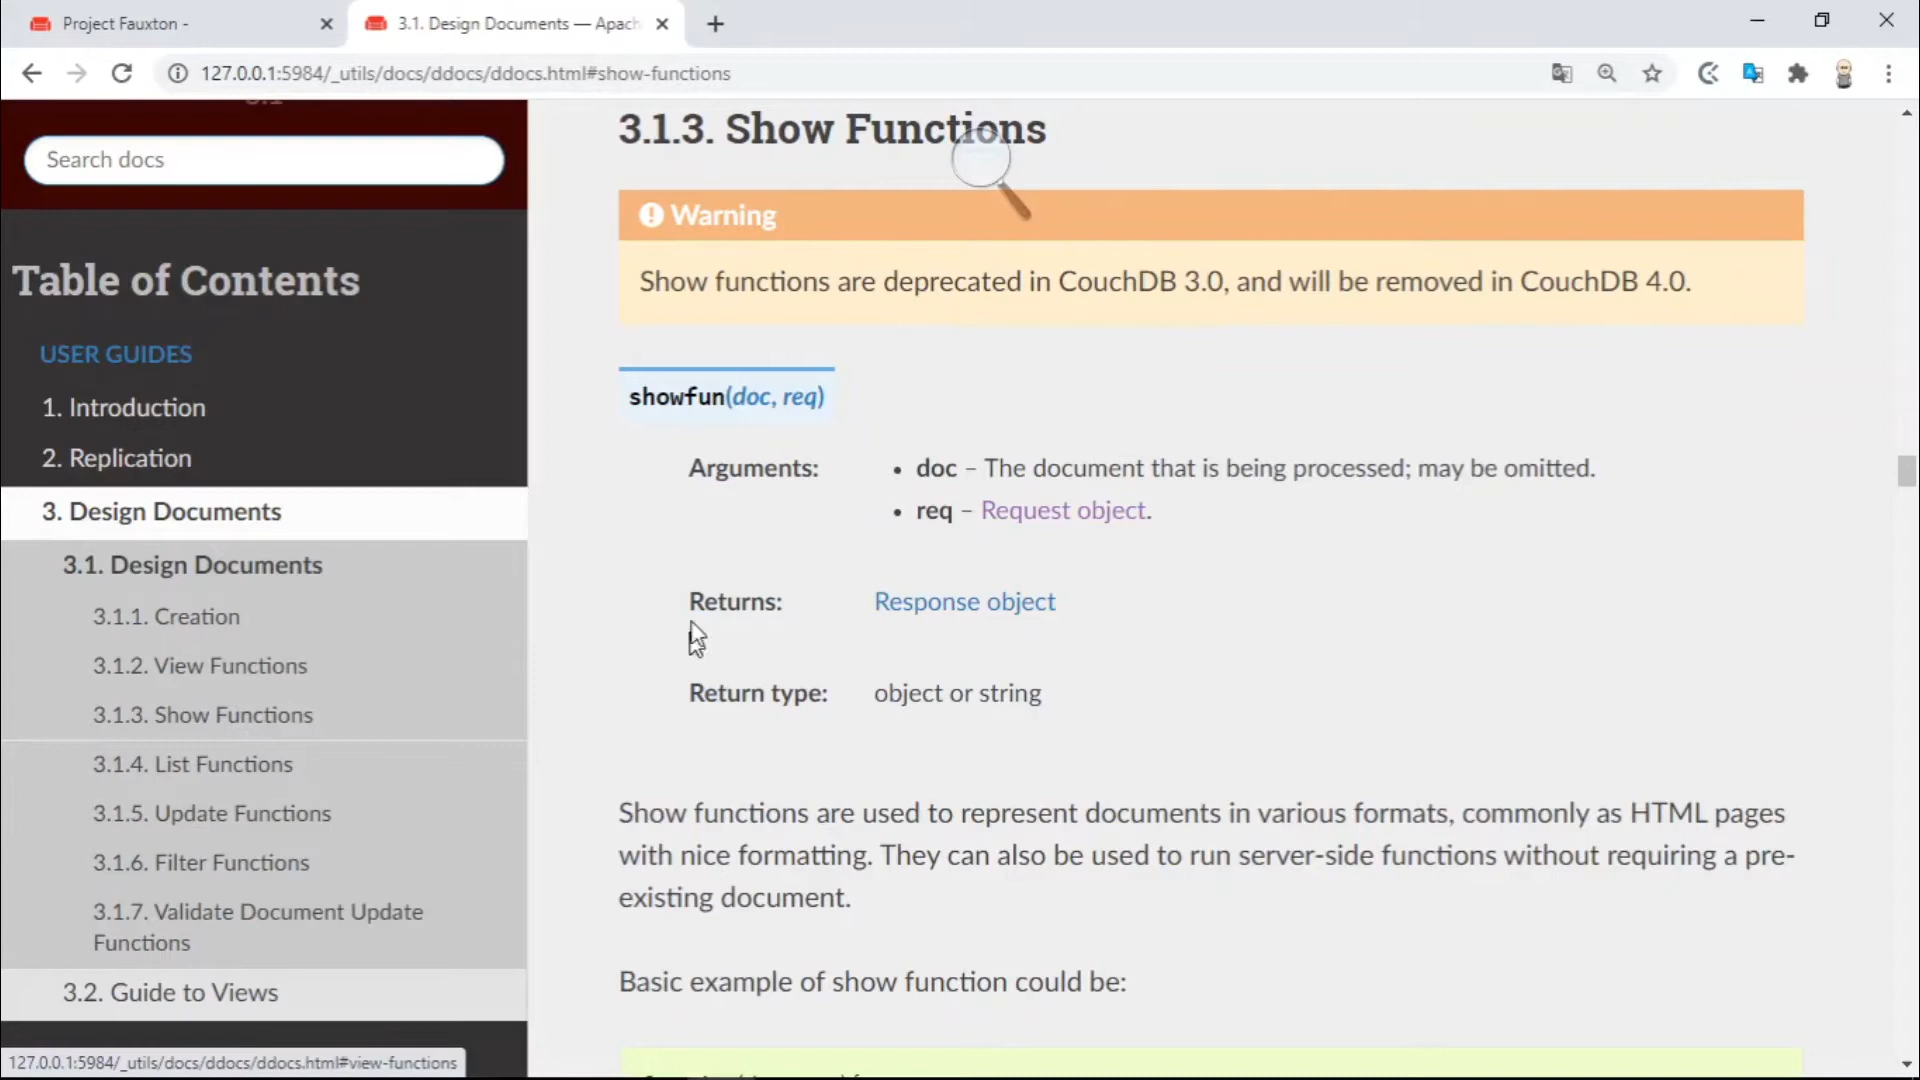 Project Fauxton -
3.1. Design Documents — Apach
127.0.0.1:5984/_utils/docs/ddocs/ddocs.html#show-functions
3.1
Search docs
Table of Contents
USER GUIDES
1. Introduction
2. Replication
3. Design Documents
3.1. Design Documents
3.1.1. Creation
3.1.2. View Functions
3.1.3. Show Functions
3.1.4. List Functions
3.1.5. Update Functions
3.1.6. Filter Functions
3.1.7. Validate Document Update
Functions
3.2. Guide to Views
127.0.0.1:5984/_utils/docs/ddocs/ddocs.html#view-functions
3.1.3. Show Functions
Warning
Show functions are deprecated in CouchDB 3.0, and will be removed in CouchDB 4.0.
showfun(doc, req)
Arguments:
• doc – The document that is being processed; may be omitted.
• req – Request object.
Returns: Response object
Return type: object or string
Show functions are used to represent documents in various formats, commonly as HTML pages
with nice formatting. They can also be used to run server-side functions without requiring a pre-
existing document.
Basic example of show function could be: